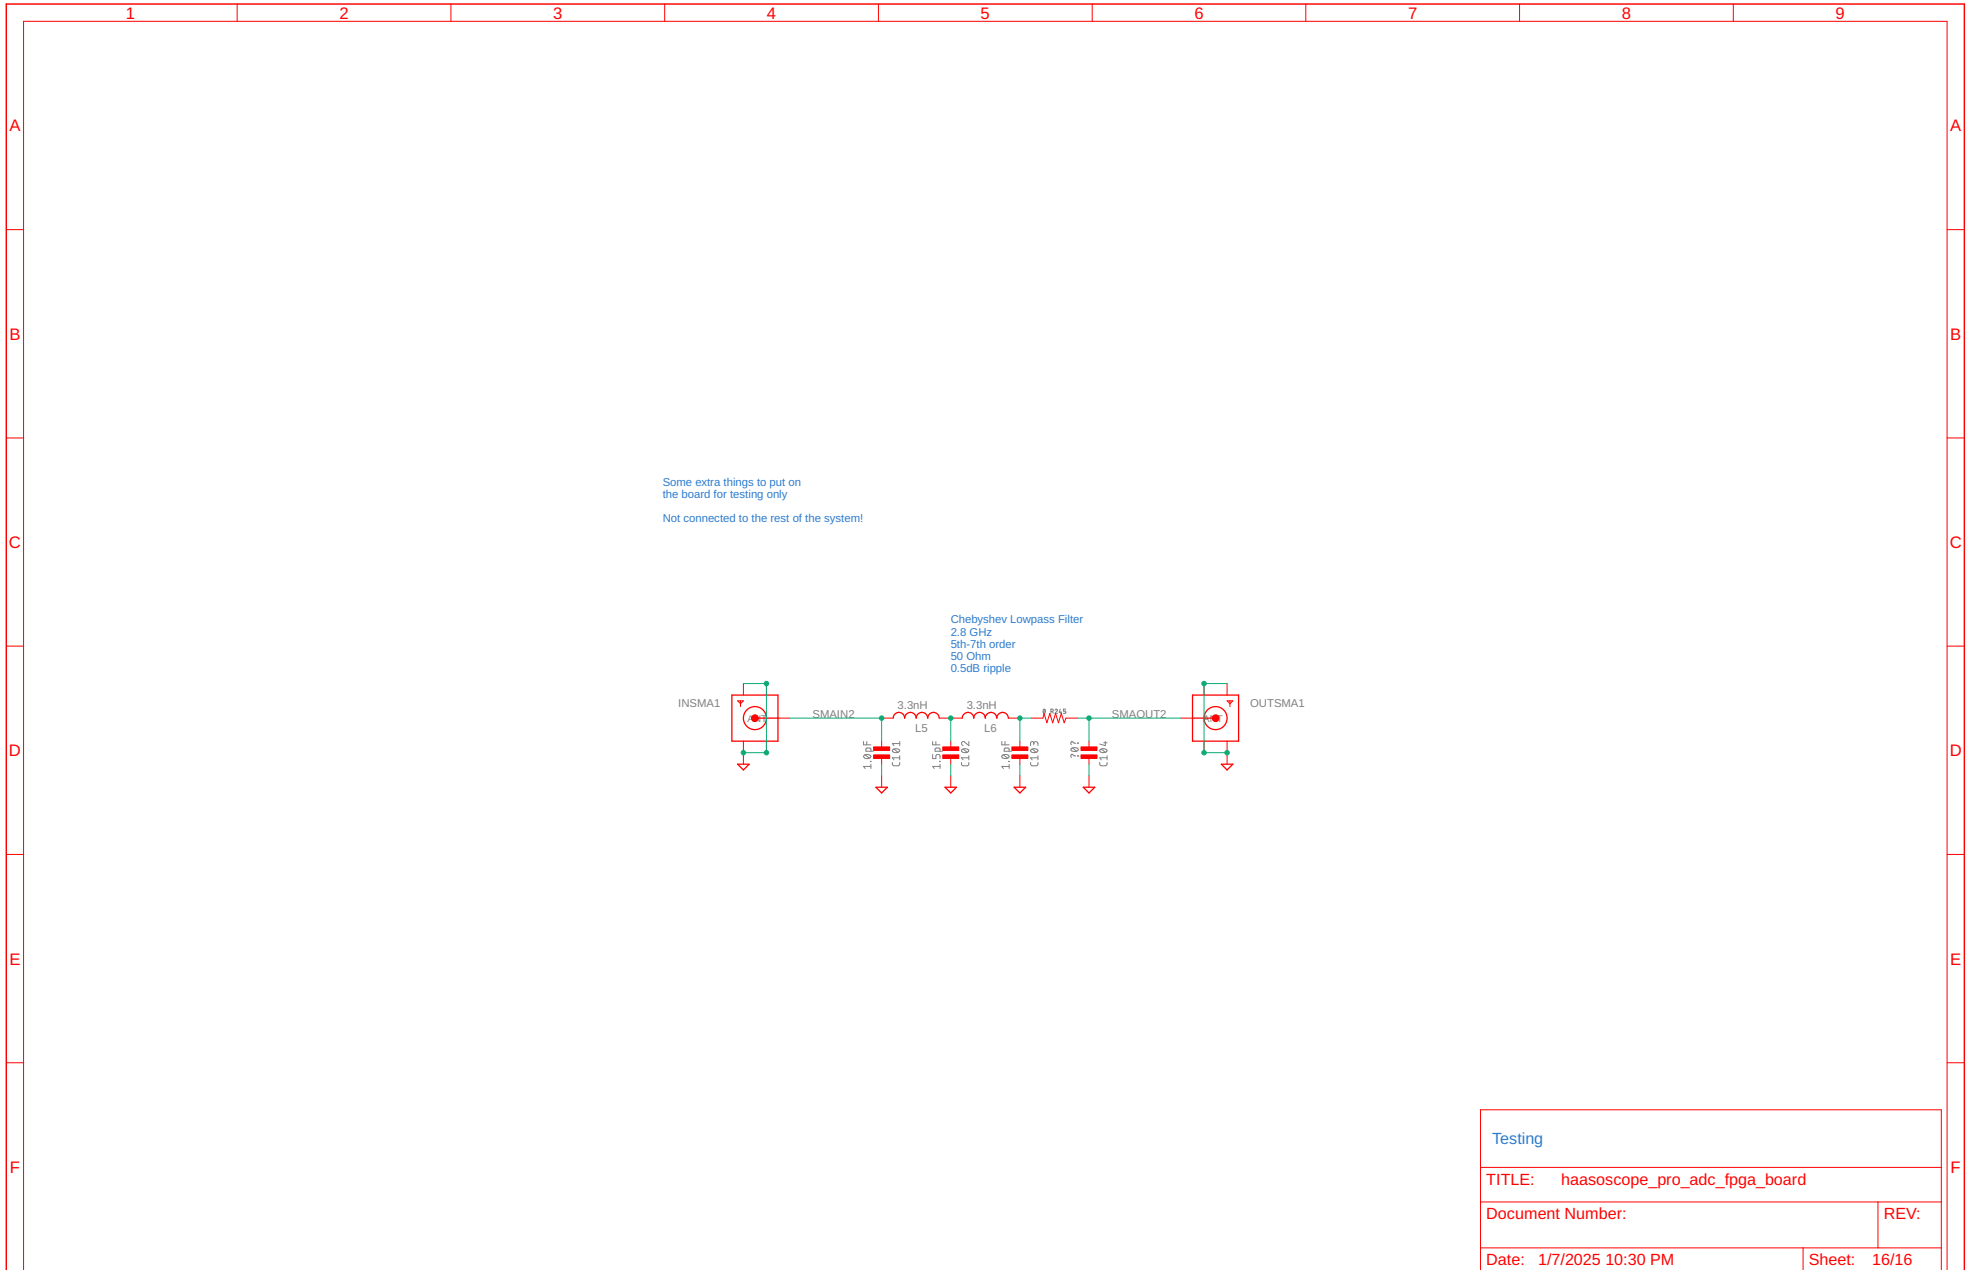 1 2 3 4 5 6 7 8 9
A A
B B
Some extra things to put on
the board for testing only
Not connected to the rest of the system!
C C
Chebyshev Lowpass Filter
2.8 GHz
5th-7th order
50 Ohm
0.5dB ripple
INSMA1
SMAIN2
3.3nH
L5
3.3nH
L6
0 R245
SMAOUT2
OUTSMA1
1.0pF
C101
1.5pF
C102
1.0pF
C103
?0?
C104
D D
E E
F F
Testing
TITLE: haasoscope_pro_adc_fpga_board
Document Number:
REV:
Date: 1/7/2025 10:30 PM
Sheet: 16/16